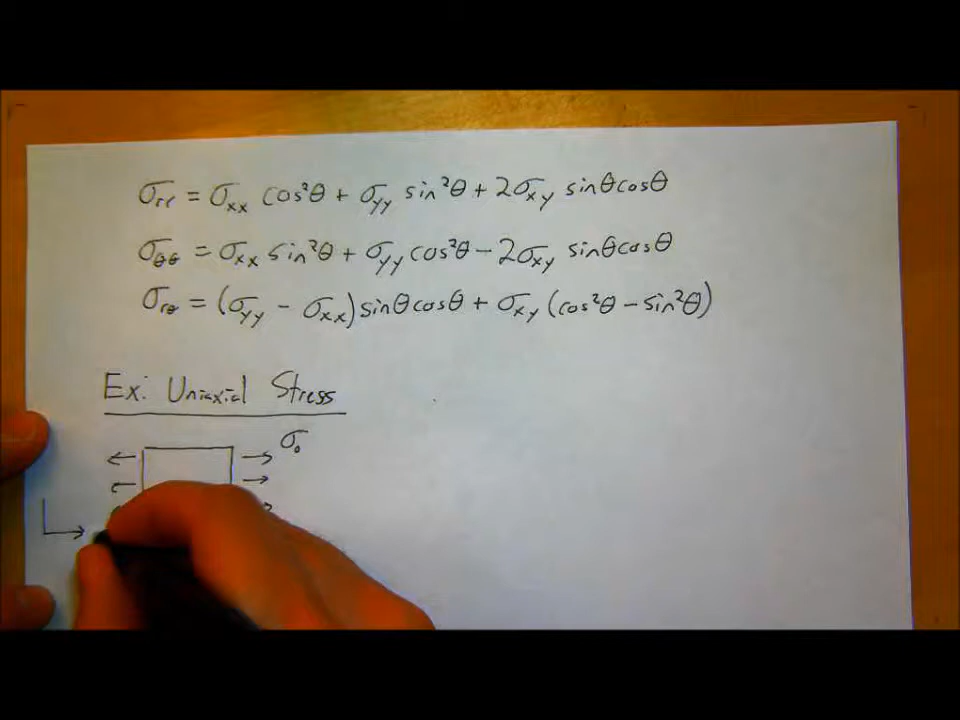 σrr = σxx cos²θ + σyy sin²θ + 2σxy sinθcosθ
σθθ = σxx sin²θ + σyy cos²θ − 2σxy sinθcosθ
σrθ = (σyy − σxx) sinθcosθ + σxy (cos²θ − sin²θ)
Ex: Uniaxial Stress
σ₀